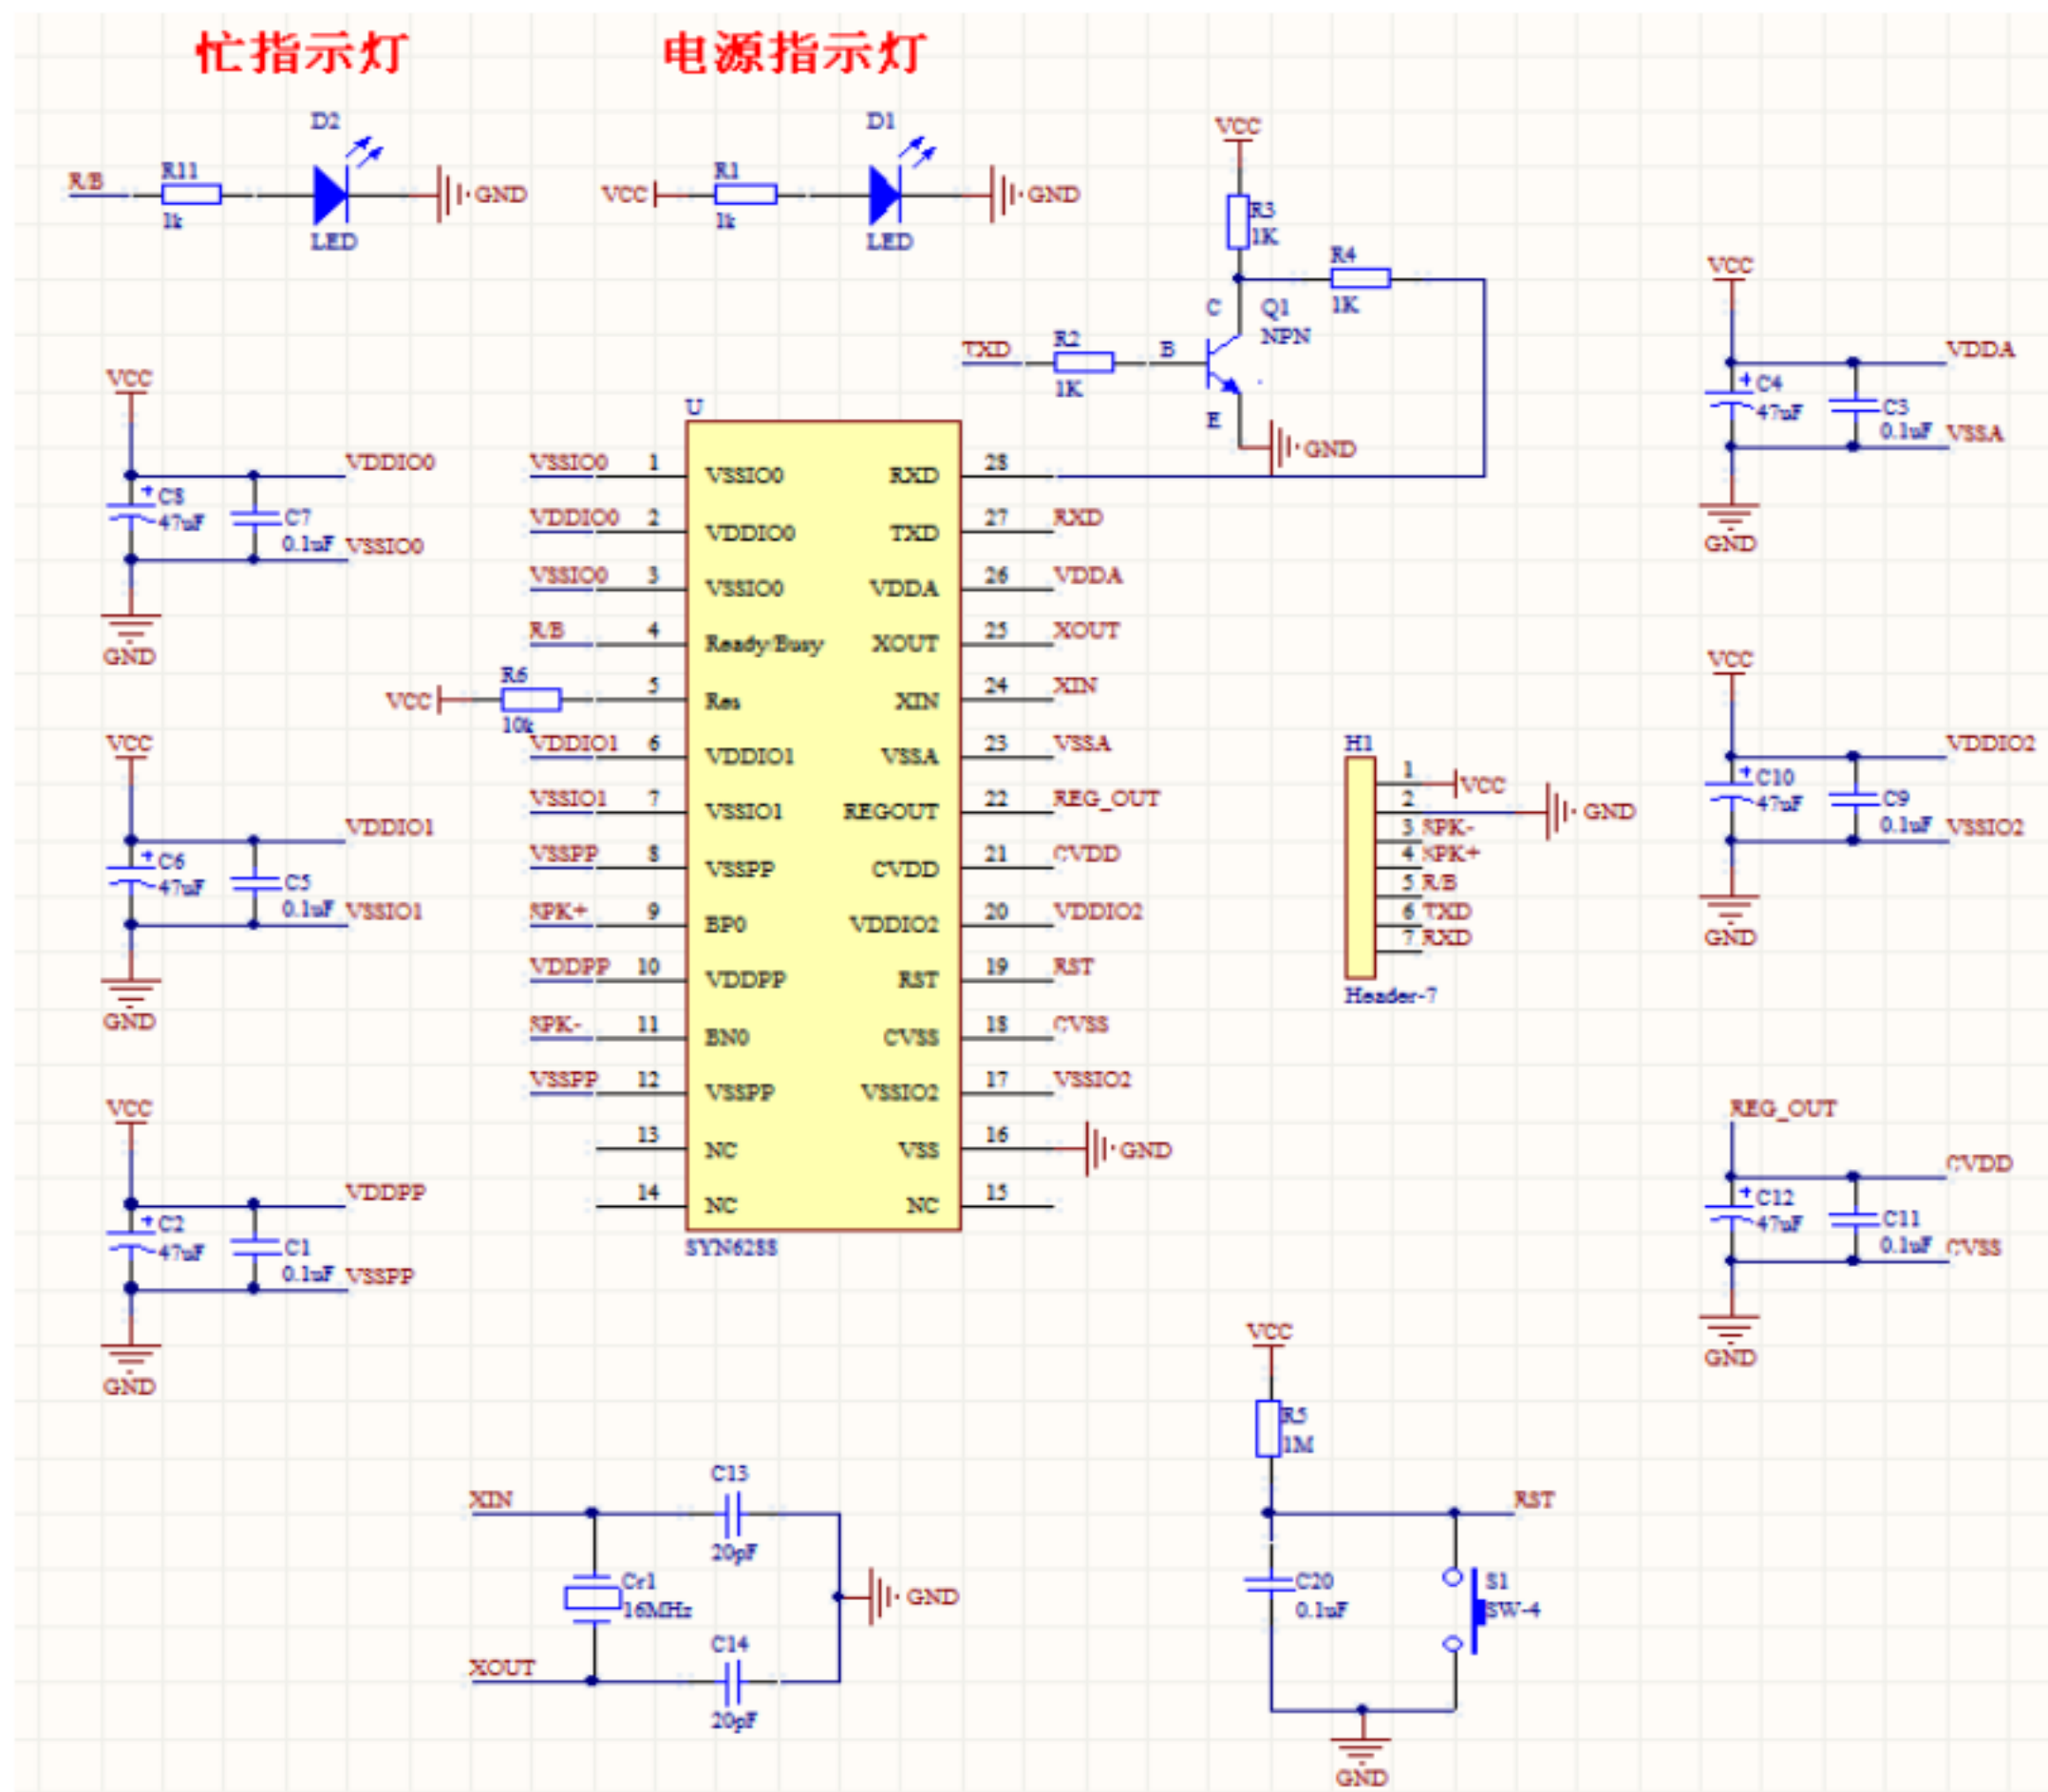 忙指示灯
电源指示灯
D2
R/B
R11
1k
LED
GND
D1
VCC
R1
1k
LED
GND
VCC
R3
1K
R4
1K
C
Q1
NPN
TXD
R2
1K
B
E
GND
VCC
VDDA
C4
47uF
C3
0.1uF
VSSA
GND
VCC
VDDIO0
C8
47uF
C7
0.1uF
VSSIO0
GND
VCC
VDDIO1
C6
47uF
C5
0.1uF
VSSIO1
GND
VCC
VDDPP
C2
47uF
C1
0.1uF
VSSPP
GND
U
VSSIO0 1 VSSIO0 RXD 28
VDDIO0 2 VDDIO0 TXD 27 RXD
VSSIO0 3 VSSIO0 VDDA 26 VDDA
R/B 4 Ready/Busy XOUT 25 XOUT
VCC R6 10k 5 Res XIN 24 XIN
VDDIO1 6 VDDIO1 VSSA 23 VSSA
VSSIO1 7 VSSIO1 REGOUT 22 REG_OUT
VSSPP 8 VSSPP CVDD 21 CVDD
SPK+ 9 BP0 VDDIO2 20 VDDIO2
VDDPP 10 VDDPP RST 19 RST
SPK- 11 BN0 CVSS 18 CVSS
VSSPP 12 VSSPP VSSIO2 17 VSSIO2
13 NC VSS 16 GND
14 NC NC 15
SYN6288
H1
1 VCC
2 GND
3 SPK-
4 SPK+
5 R/B
6 TXD
7 RXD
Header-7
VCC
VDDIO2
C10
47uF
C9
0.1uF
VSSIO2
GND
REG_OUT
CVDD
C12
47uF
C11
0.1uF
CVSS
GND
XIN
C13
20pF
Cr1
16MHz
GND
XOUT
C14
20pF
VCC
R5
1M
RST
C20
0.1uF
S1
SW-4
GND